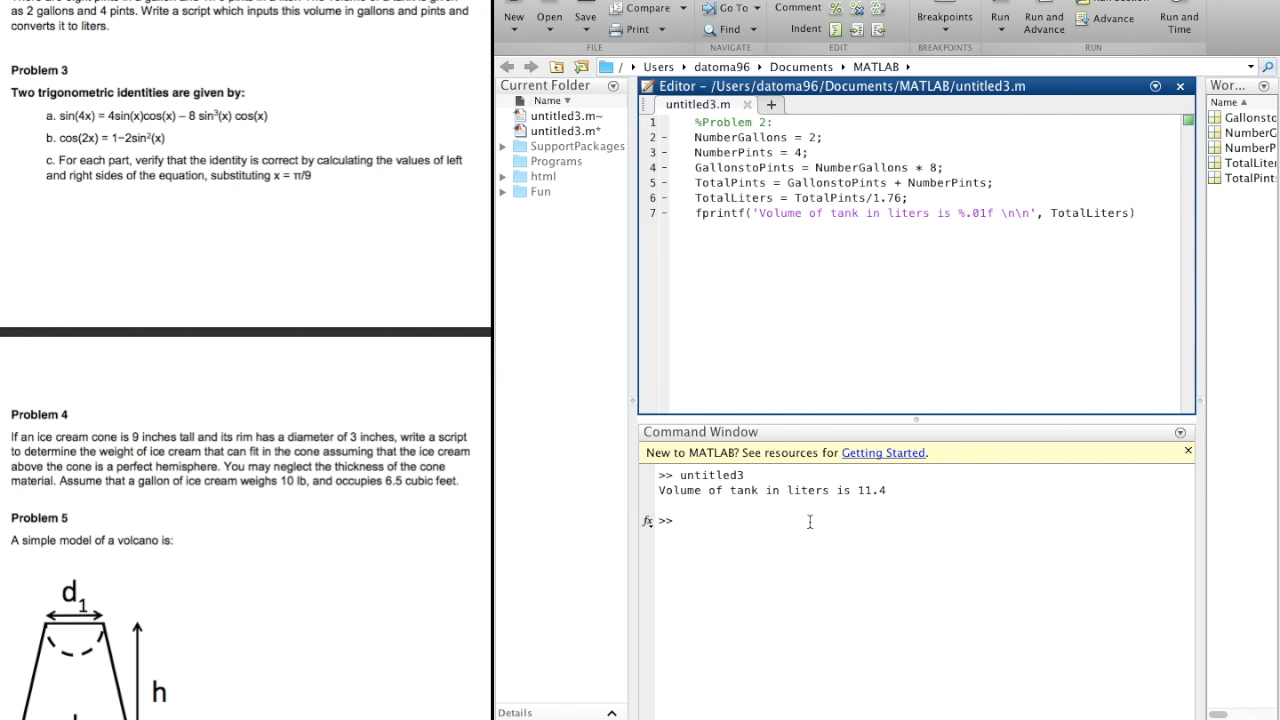 as 2 gallons and 4 pints. Write a script which inputs this volume in gallons and pints and
converts it to liters.
Problem 3
Two trigonometric identities are given by:
a. sin(4x) = 4sin(x)cos(x) – 8 sin³(x) cos(x)
b. cos(2x) = 1–2sin²(x)
c. For each part, verify that the identity is correct by calculating the values of left
and right sides of the equation, substituting x = π/9
Problem 4
If an ice cream cone is 9 inches tall and its rim has a diameter of 3 inches, write a script
to determine the weight of ice cream that can fit in the cone assuming that the ice cream
above the cone is a perfect hemisphere. You may neglect the thickness of the cone
material. Assume that a gallon of ice cream weighs 10 lb, and occupies 6.5 cubic feet.
Problem 5
A simple model of a volcano is:
d1
h
New
Open
Save
Compare
Print
FILE
Go To
Find
NAVIGATE
Comment
Indent
EDIT
Breakpoints
BREAKPOINTS
Run
Run and
Advance
Advance
Run and
Time
RUN
/ Users datoma96 Documents MATLAB
Current Folder
Name
untitled3.m~
untitled3.m*
SupportPackages
Programs
html
Fun
Details
Editor – /Users/datoma96/Documents/MATLAB/untitled3.m
untitled3.m
1 %Problem 2:
2 – NumberGallons = 2;
3 – NumberPints = 4;
4 – GallonstoPints = NumberGallons * 8;
5 – TotalPints = GallonstoPints + NumberPints;
6 – TotalLiters = TotalPints/1.76;
7 – fprintf('Volume of tank in liters is %.01f \n\n', TotalLiters)
Command Window
New to MATLAB? See resources for Getting Started.
>> untitled3
Volume of tank in liters is 11.4
fx >>
Wor...
Name
Gallonsto
NumberG
NumberP
TotalLiter
TotalPints